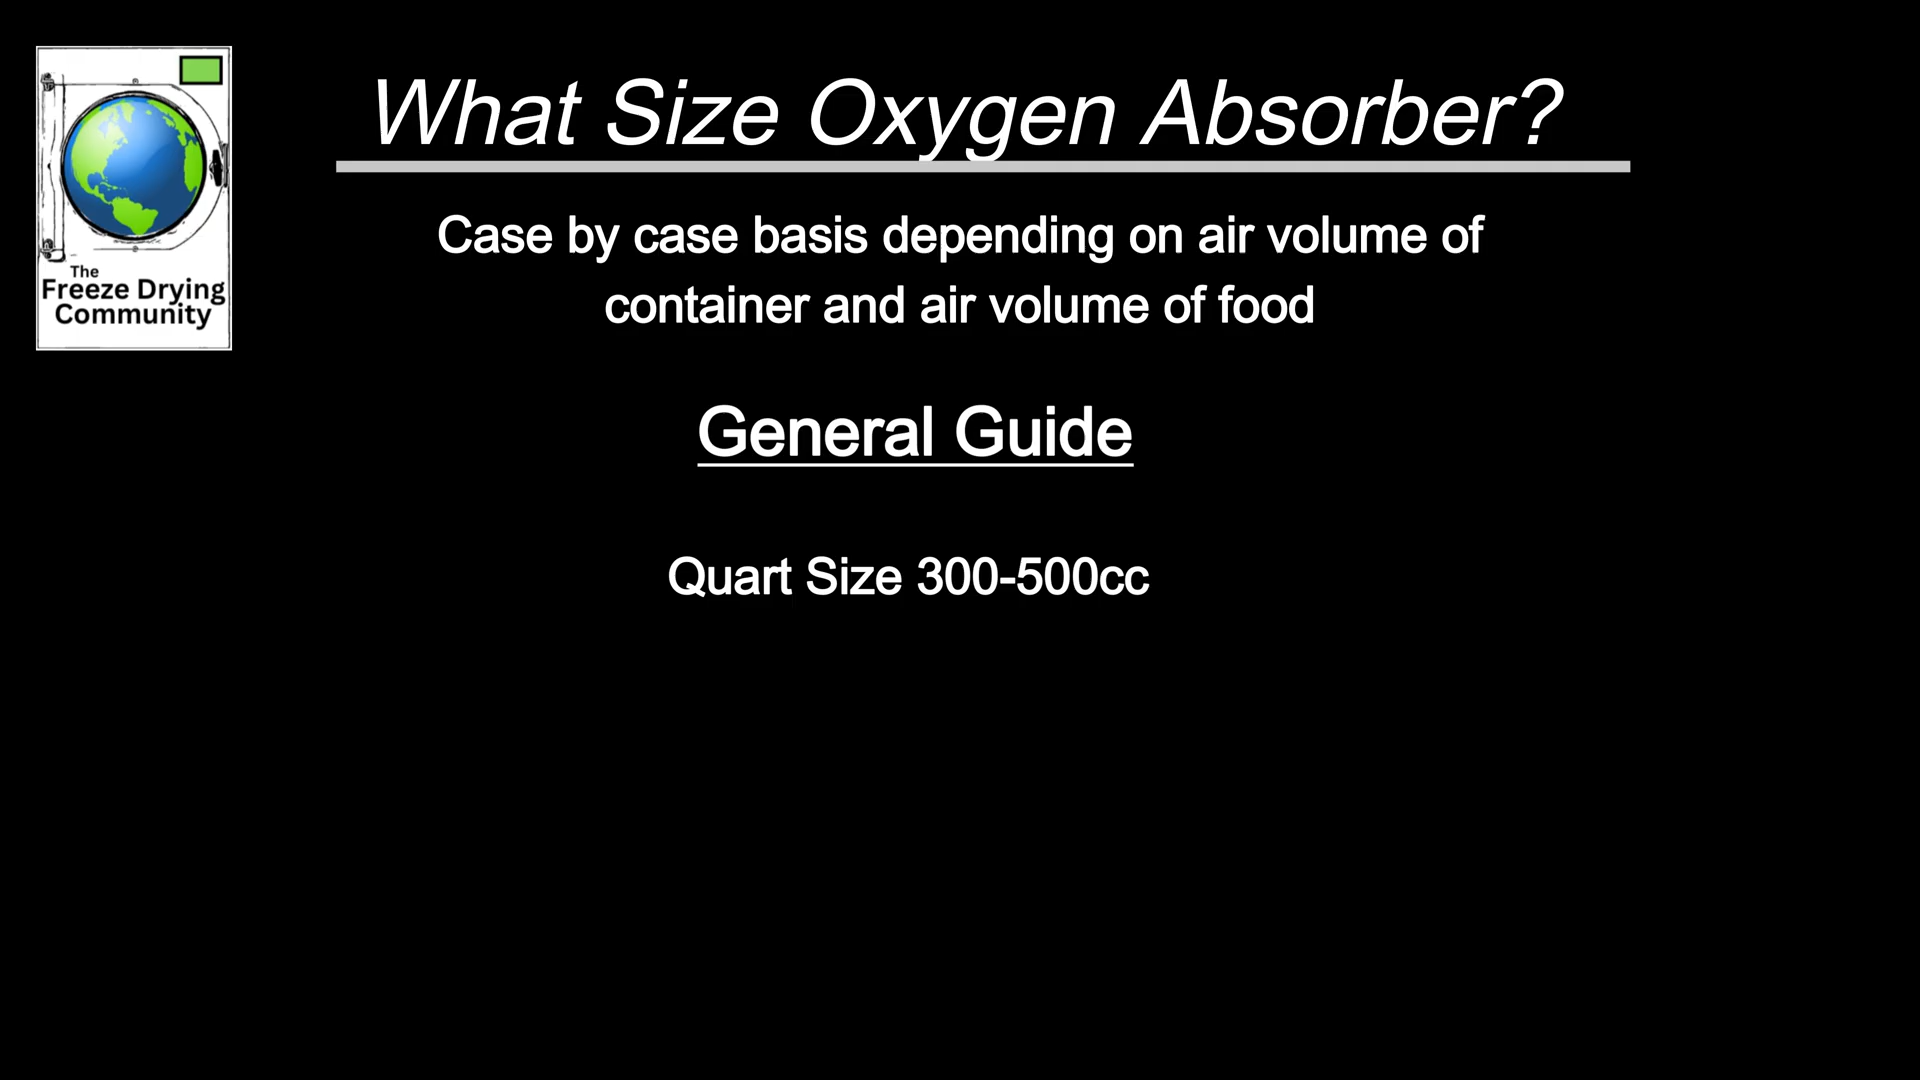 What Size Oxygen Absorber?
Case by case basis depending on air volume of
container and air volume of food
General Guide
Quart Size 300-500cc
The
Freeze Drying
Community